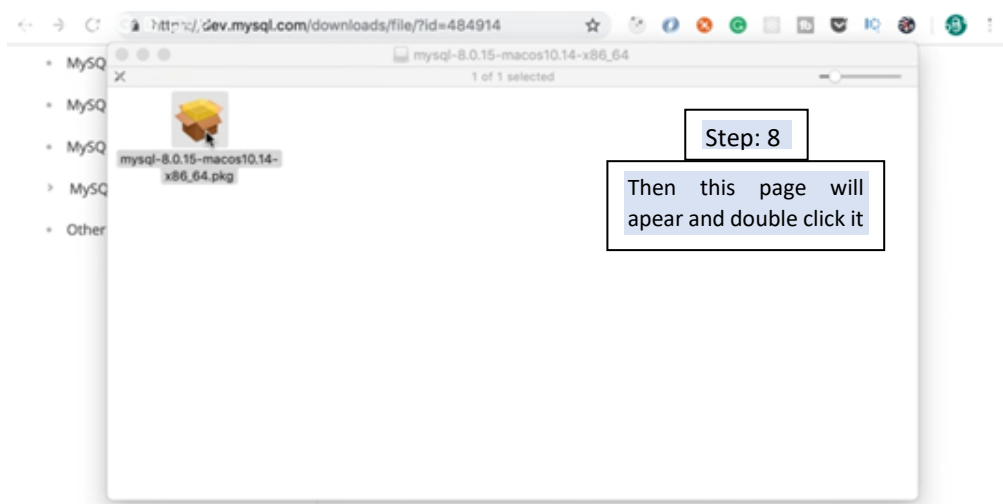 https://dev.mysql.com/downloads/file/?id=484914
mysql-8.0.15-macos10.14-x86_64
1 of 1 selected
MySQ
MySQ
MySQ
MySQ
Other
mysql-8.0.15-macos10.14-
x86_64.pkg
Step: 8
Then this page will
apear and double click it